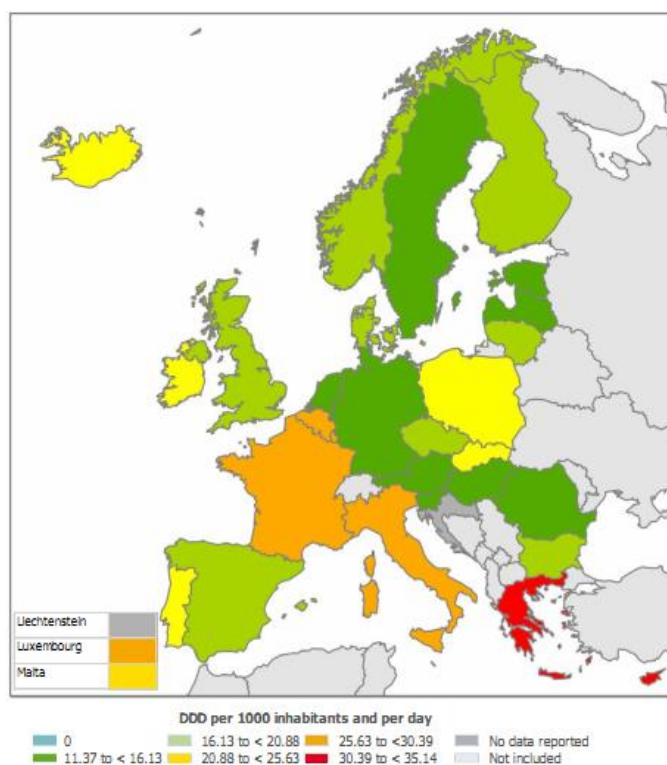 Liechtenstein
Luxembourg
Malta
DDD per 1000 inhabitants and per day
0
16.13 to < 20.88
25.63 to <30.39
No data reported
11.37 to < 16.13
20.88 to < 25.63
30.39 to < 35.14
Not included